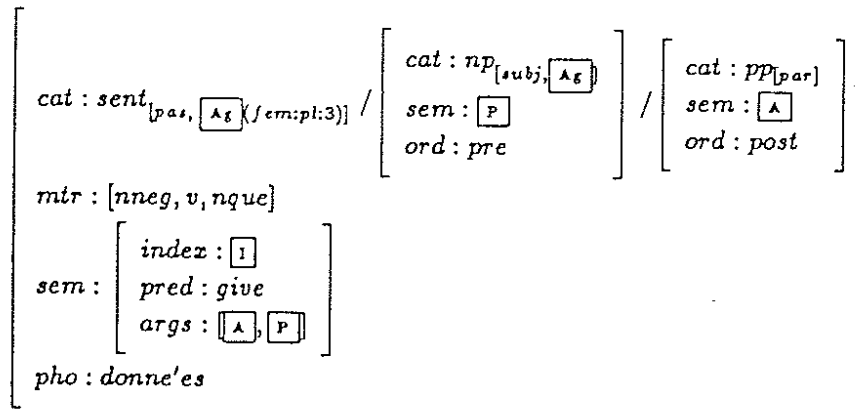 cat : sent[pas, Ag(fem;pl;3)] / [cat : np[subj, Ag] / [cat : pp[par]
sem : P sem : A
ord : pre] ord : post]
mtr : [nneg, v, nque]
index : I
sem : pred : give
args : [A, P]
pho : donne'es